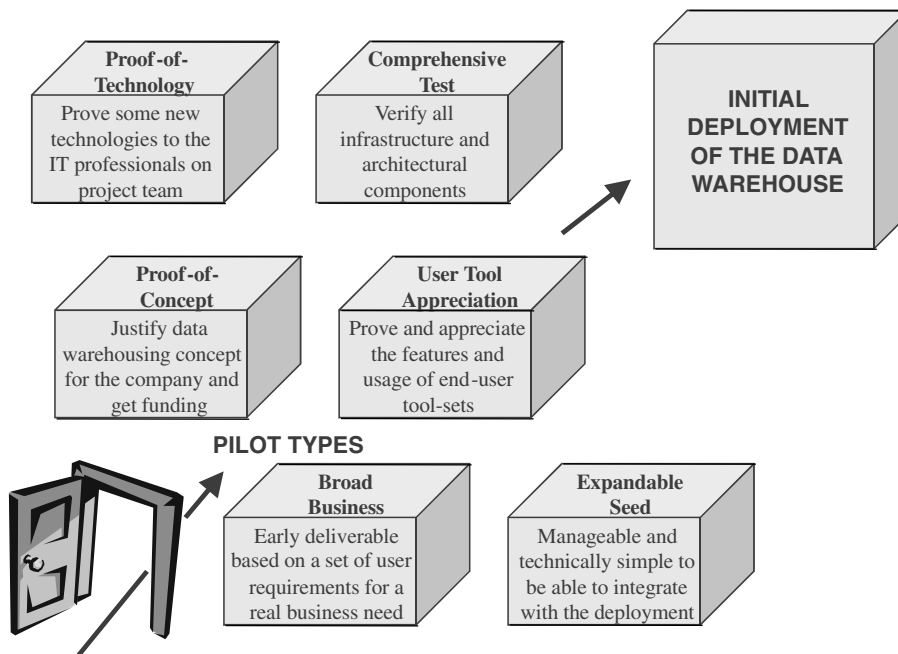 Proof-of-
Technology
Prove some new
technologies to the
IT professionals on
project team
Comprehensive
Test
Verify all
infrastructure and
architectural
components
INITIAL
DEPLOYMENT
OF THE DATA
WAREHOUSE
Proof-of-
Concept
Justify data
warehousing concept
for the company and
get funding
User Tool
Appreciation
Prove and appreciate
the features and
usage of end-user
tool-sets
PILOT TYPES
Broad
Business
Early deliverable
based on a set of user
requirements for a
real business need
Expandable
Seed
Manageable and
technically simple to
be able to integrate
with the deployment